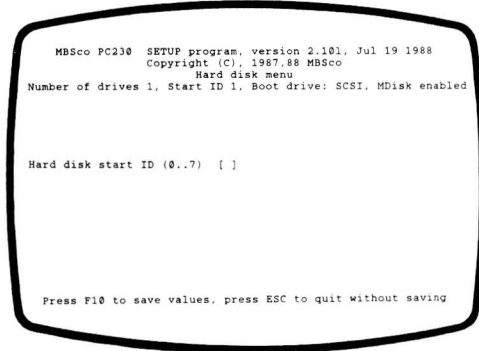 MBSco PC230 SETUP program, version 2.101, Jul 19 1988
Copyright (C), 1987,88 MBSco
Hard disk menu
Number of drives 1, Start ID 1, Boot drive: SCSI, MDisk enabled
Hard disk start ID (0..7) [ ]
Press F10 to save values, press ESC to quit without saving